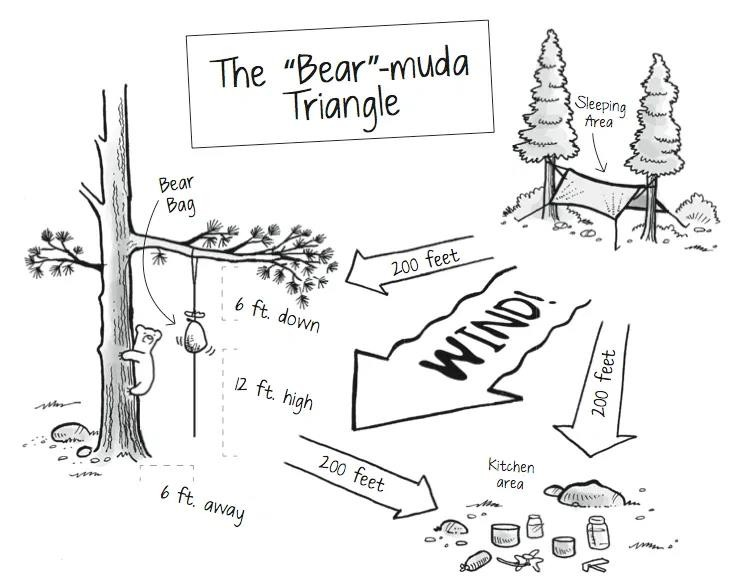 The "Bear"-muda
Triangle
Sleeping
Area
Bear
Bag
200 feet
6 ft. down
WIND!
12 ft. high
200 feet
200 feet
Kitchen
area
6 ft. away